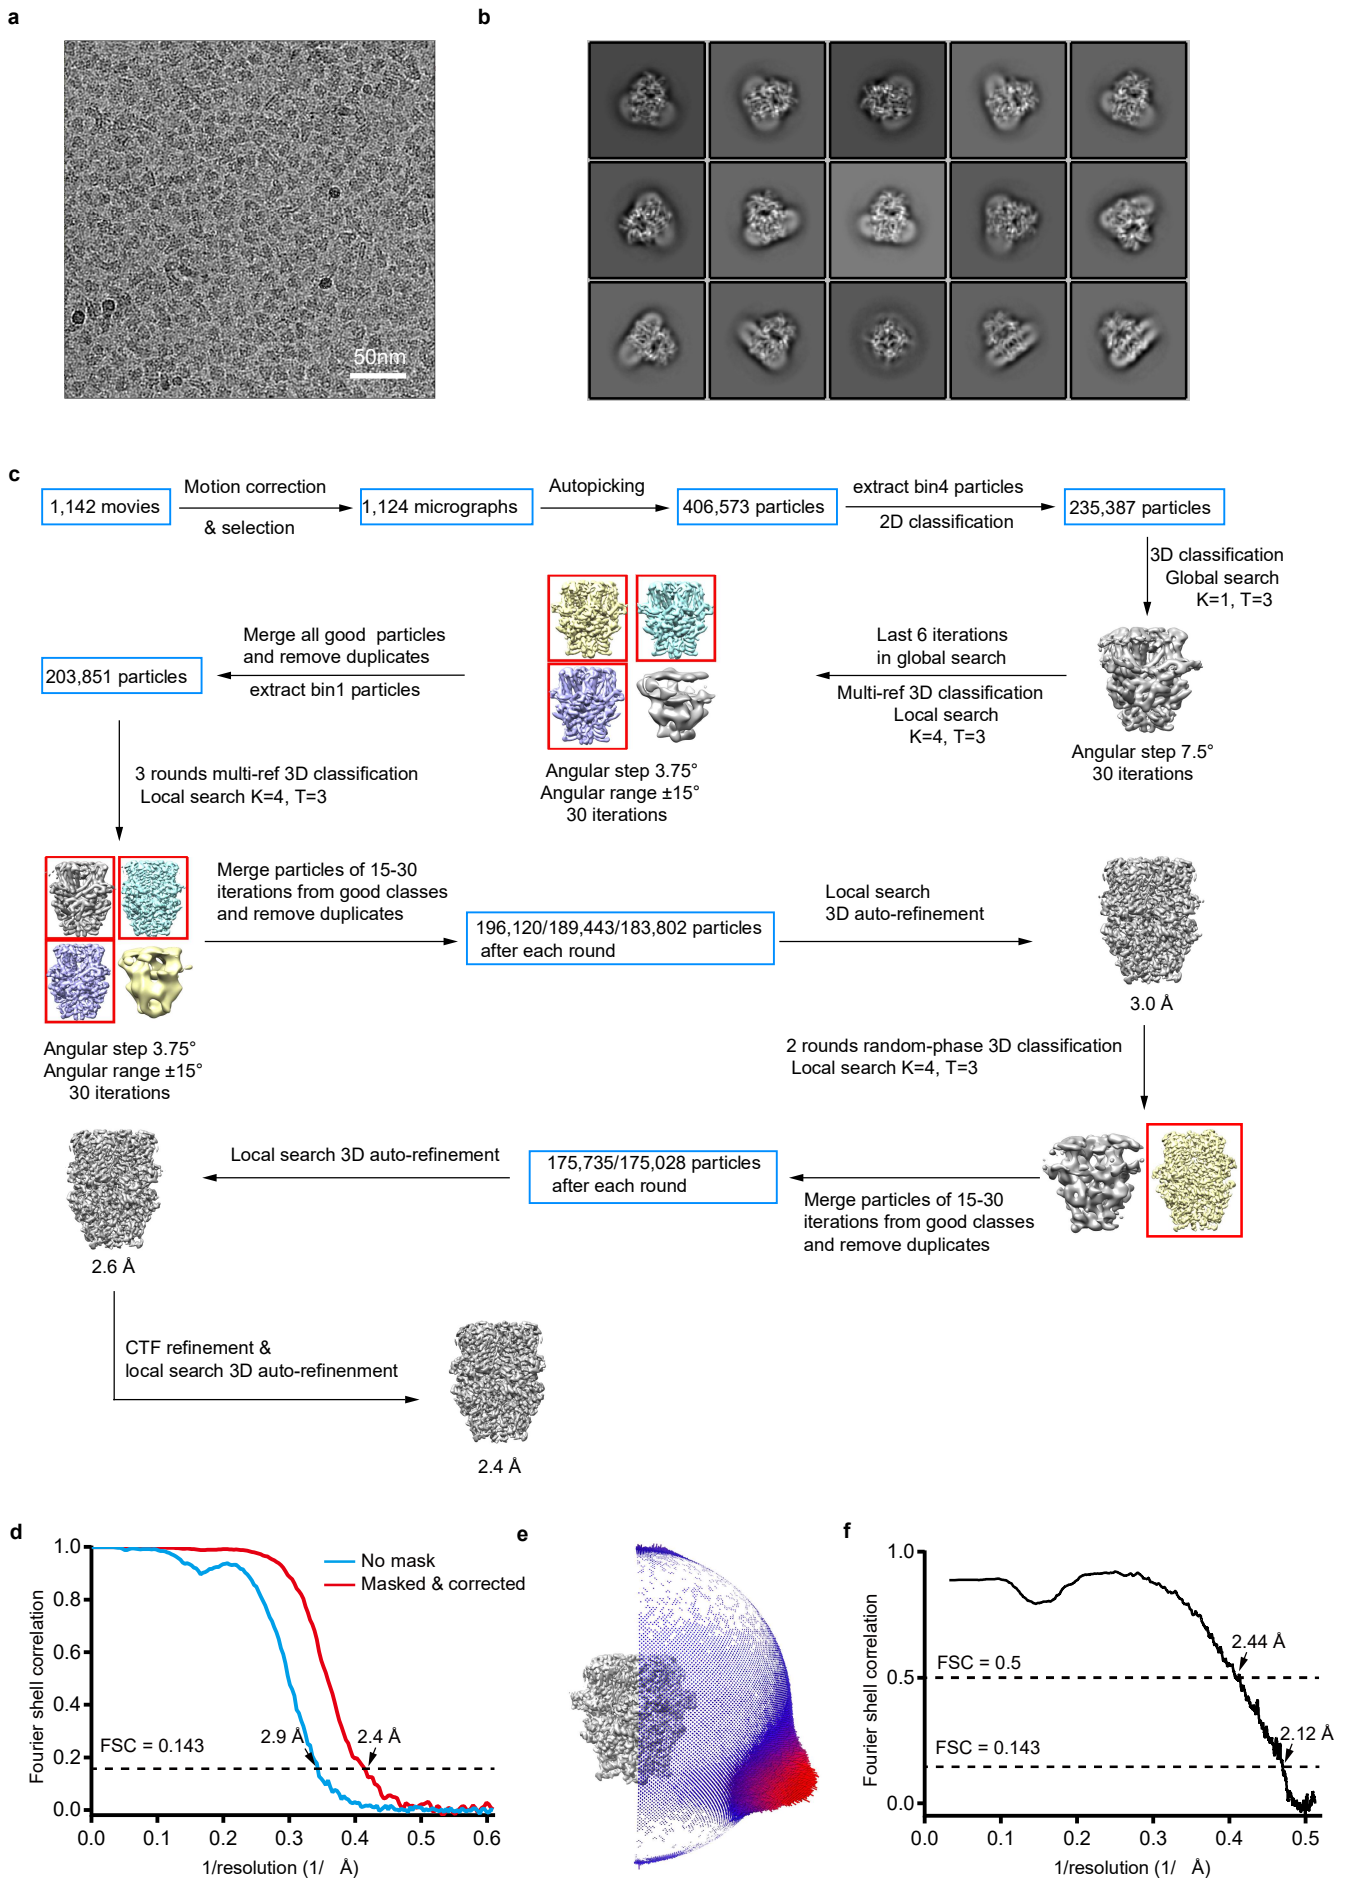 a
b
50nm
c
1,142 movies
Motion correction
& selection
1,124 micrographs
Autopicking
406,573 particles
extract bin4 particles
2D classification
235,387 particles
3D classification
Global search
K=1, T=3
Angular step 7.5°
30 iterations
Last 6 iterations
in global search
Multi-ref 3D classification
Local search
K=4, T=3
Angular step 3.75°
Angular range ±15°
30 iterations
Merge all good particles
and remove duplicates
extract bin1 particles
203,851 particles
3 rounds multi-ref 3D classification
Local search K=4, T=3
Angular step 3.75°
Angular range ±15°
30 iterations
Merge particles of 15-30
iterations from good classes
and remove duplicates
196,120/189,443/183,802 particles
after each round
Local search
3D auto-refinement
3.0 Å
2 rounds random-phase 3D classification
Local search K=4, T=3
Merge particles of 15-30
iterations from good classes
and remove duplicates
175,735/175,028 particles
after each round
Local search 3D auto-refinement
2.6 Å
CTF refinement &
local search 3D auto-refinenment
2.4 Å
d
Fourier shell correlation
1.0
0.8
0.6
0.4
0.2
0.0
No mask
Masked & corrected
2.9 Å
2.4 Å
FSC = 0.143
0.0 0.1 0.2 0.3 0.4 0.5 0.6
1/resolution (1/ Å)
e
f
Fourier shell correlation
1.0
0.5
0.0
FSC = 0.5
2.44 Å
FSC = 0.143
2.12 Å
0.0 0.1 0.2 0.3 0.4 0.5
1/resolution (1/ Å)